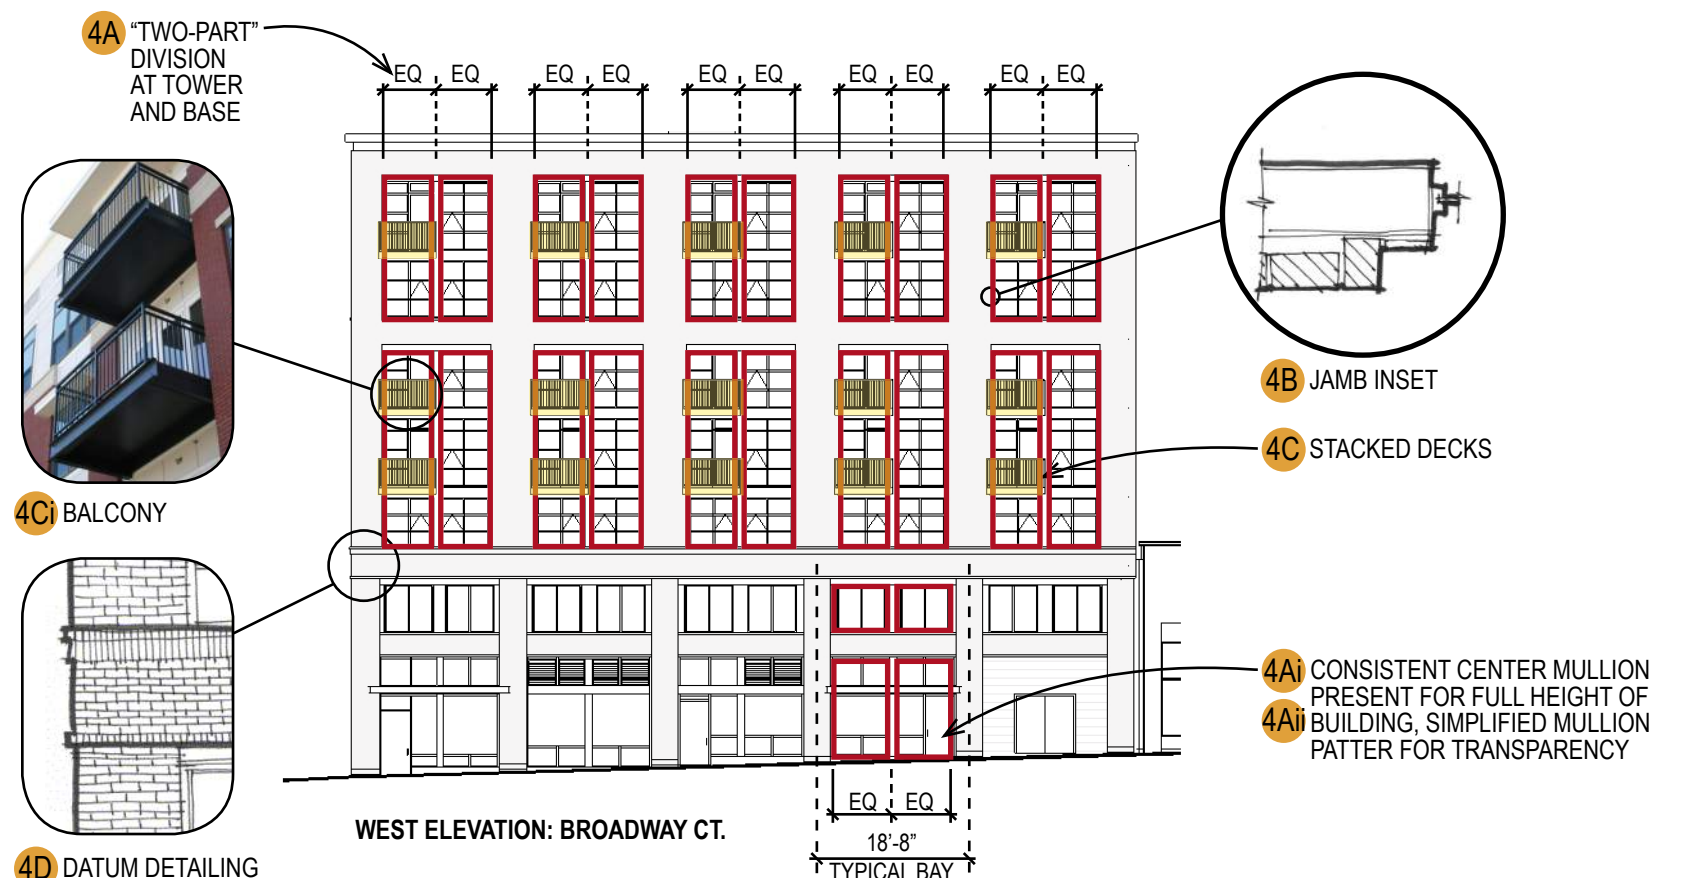 4A "TWO-PART"
DIVISION
AT TOWER
AND BASE
EQ EQ EQ EQ EQ EQ EQ EQ EQ EQ
4B JAMB INSET
4C STACKED DECKS
4Ci BALCONY
4Ai CONSISTENT CENTER MULLION
PRESENT FOR FULL HEIGHT OF
4Aii BUILDING, SIMPLIFIED MULLION
PATTER FOR TRANSPARENCY
EQ EQ
WEST ELEVATION: BROADWAY CT.
18'-8"
TYPICAL BAY
4D DATUM DETAILING